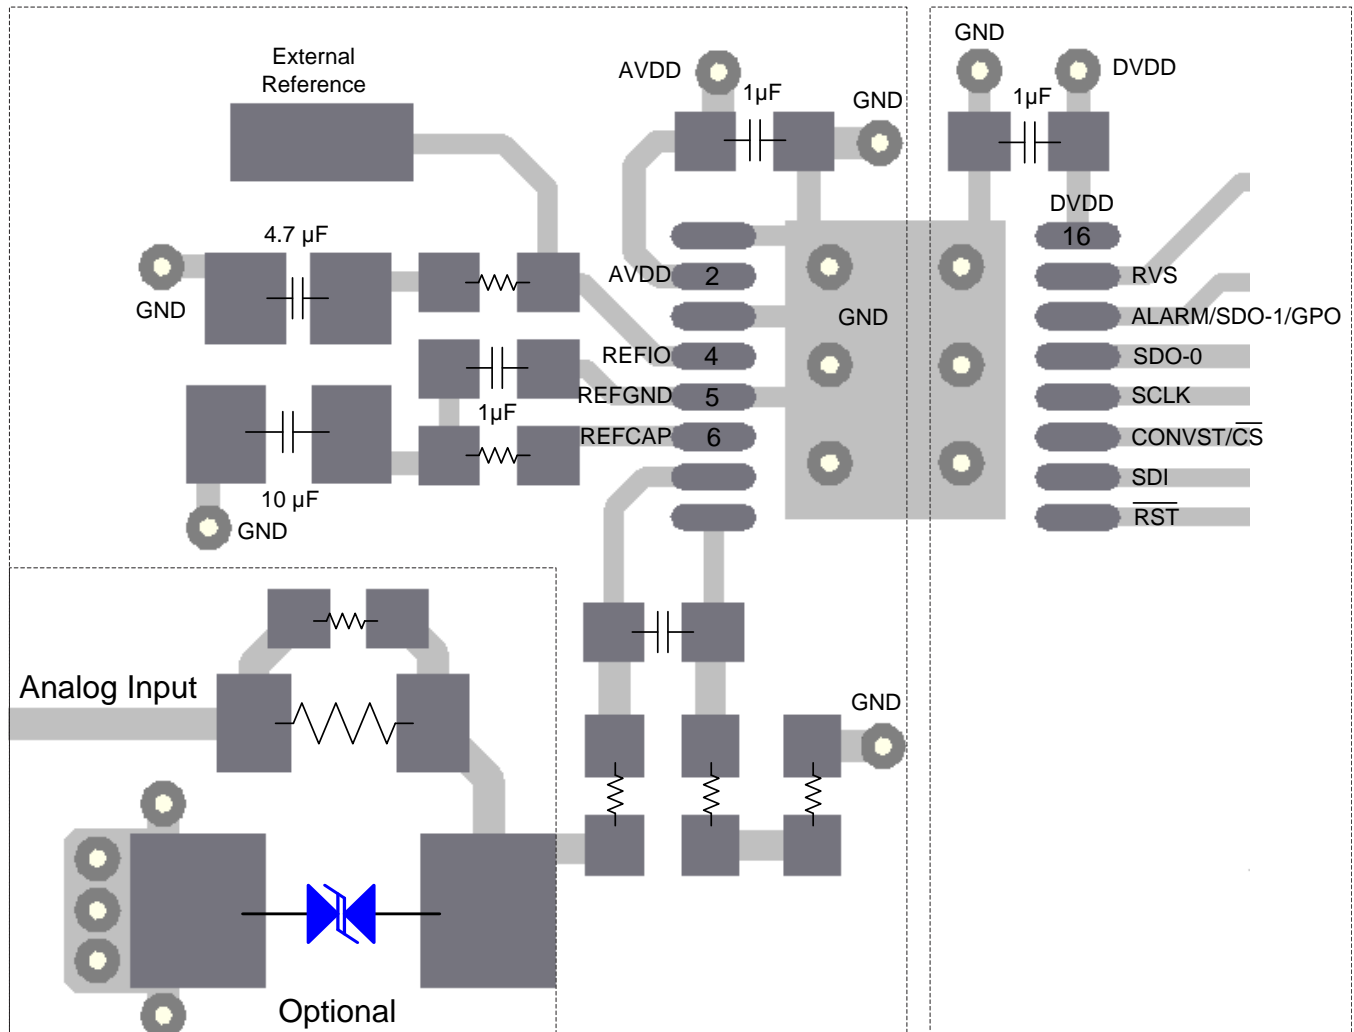 External
Reference
AVDD
1µF
GND
GND
1µF
DVDD
4.7 µF
GND
AVDD
2
REFIO
4
REFGND
5
1µF
REFCAP
6
10 µF
GND
GND
DVDD
16
RVS
ALARM/SDO-1/GPO
SDO-0
SCLK
CONVST/CS
SDI
RST
Analog Input
GND
Optional